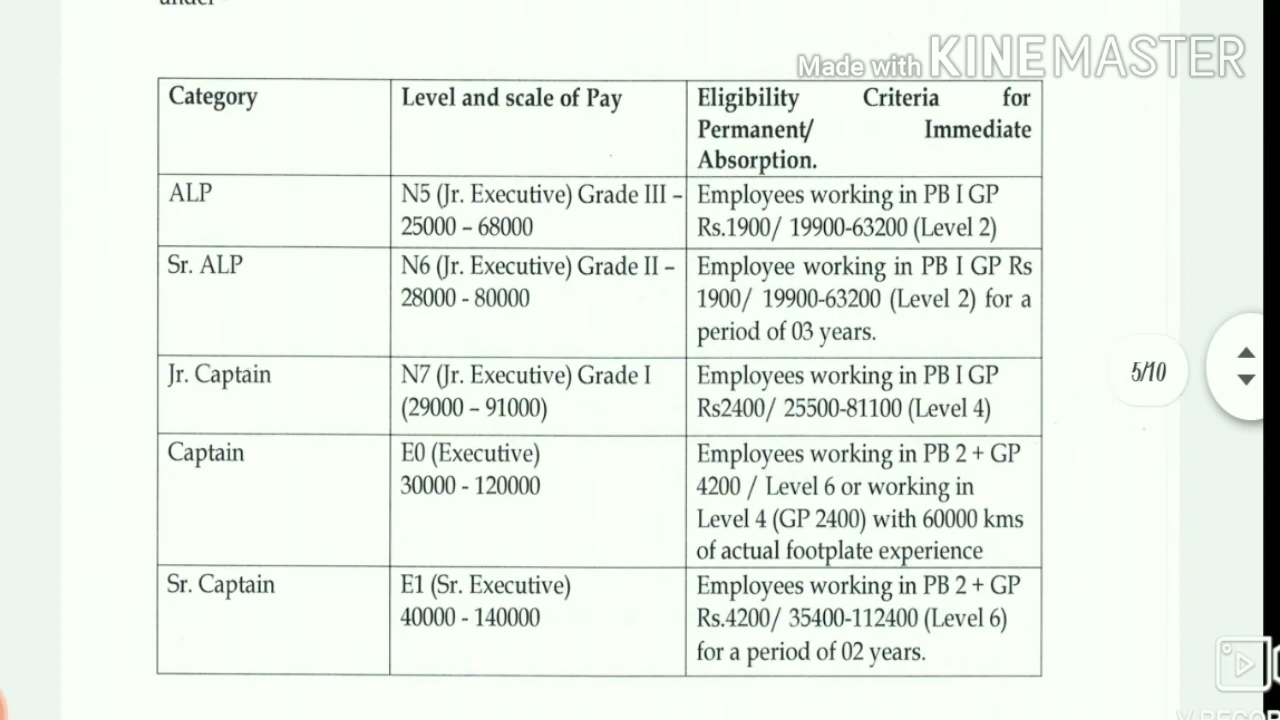 under -
Made with KINEMASTER
Category
Level and scale of Pay
Eligibility Criteria for
Permanent/ Immediate
Absorption.
ALP
N5 (Jr. Executive) Grade III –
25000 – 68000
Employees working in PB I GP
Rs.1900/ 19900-63200 (Level 2)
Sr. ALP
N6 (Jr. Executive) Grade II –
28000 - 80000
Employee working in PB I GP Rs
1900/ 19900-63200 (Level 2) for a
period of 03 years.
Jr. Captain
N7 (Jr. Executive) Grade I
(29000 – 91000)
Employees working in PB I GP
Rs2400/ 25500-81100 (Level 4)
Captain
E0 (Executive)
30000 - 120000
Employees working in PB 2 + GP
4200 / Level 6 or working in
Level 4 (GP 2400) with 60000 kms
of actual footplate experience
Sr. Captain
E1 (Sr. Executive)
40000 - 140000
Employees working in PB 2 + GP
Rs.4200/ 35400-112400 (Level 6)
for a period of 02 years.
5/10